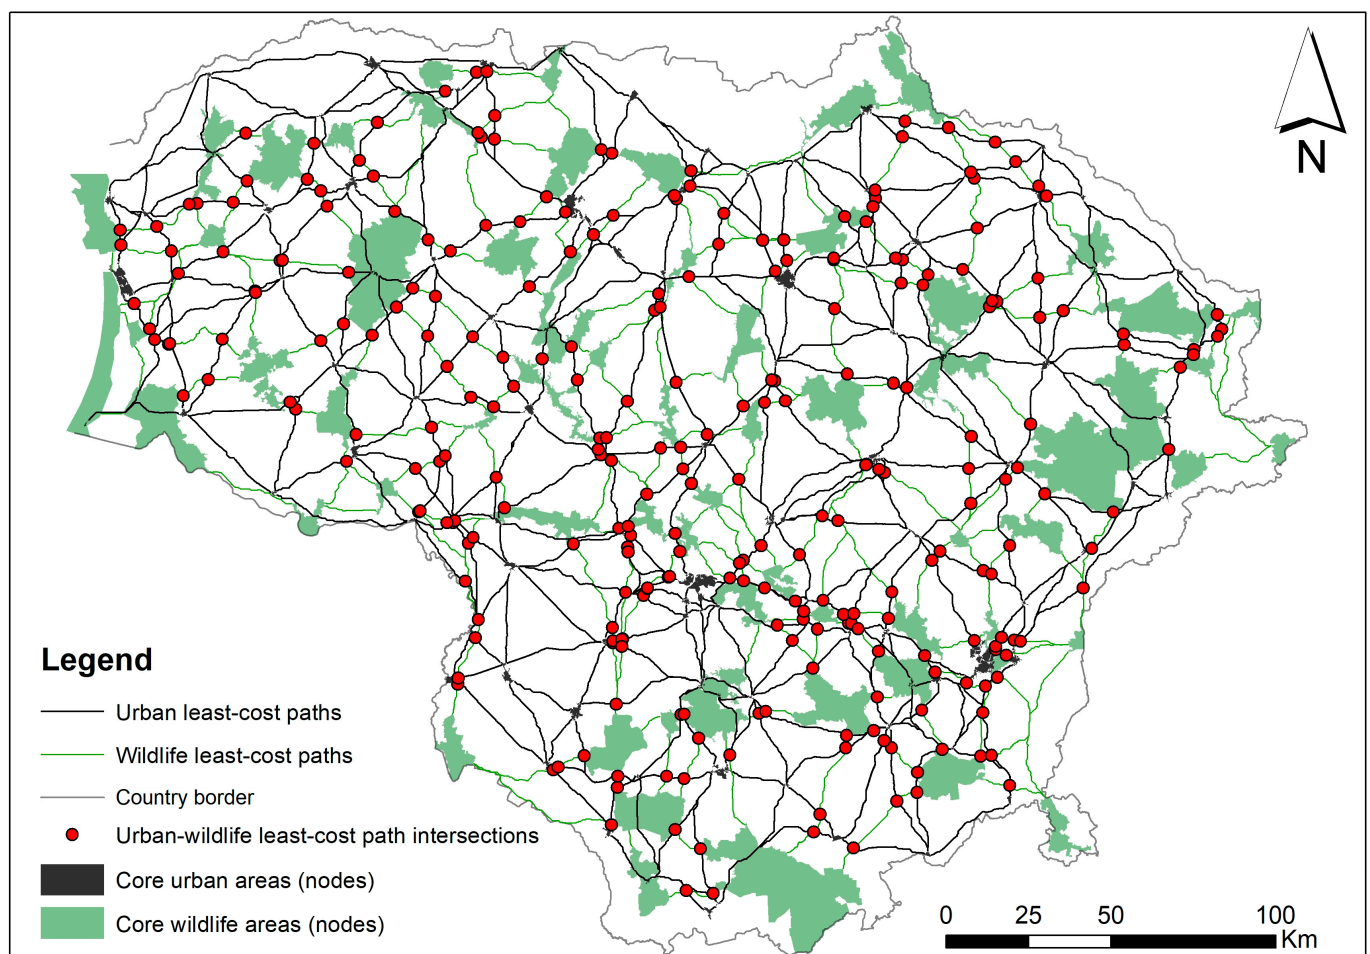 N
Legend
Urban least-cost paths
Wildlife least-cost paths
Country border
Urban-wildlife least-cost path intersections
Core urban areas (nodes)
Core wildlife areas (nodes)
0 25 50 100
Km